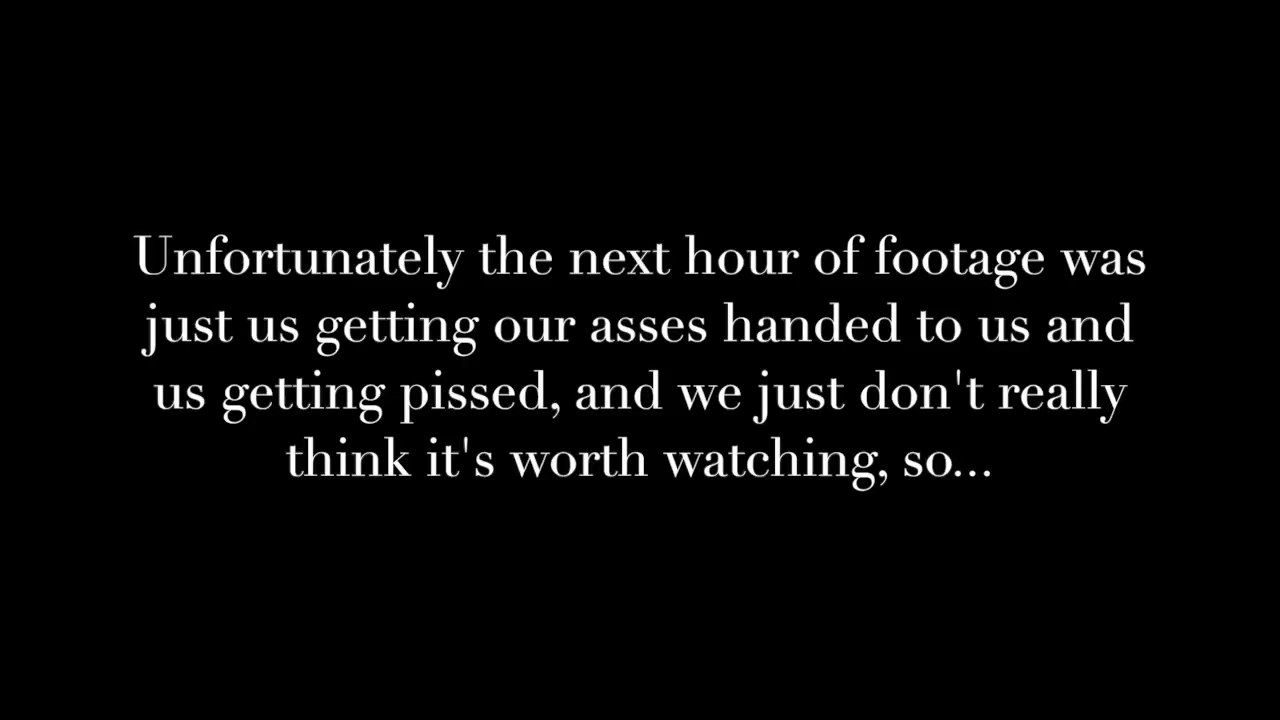 Unfortunately the next hour of footage was
just us getting our asses handed to us and
us getting pissed, and we just don't really
think it's worth watching, so...